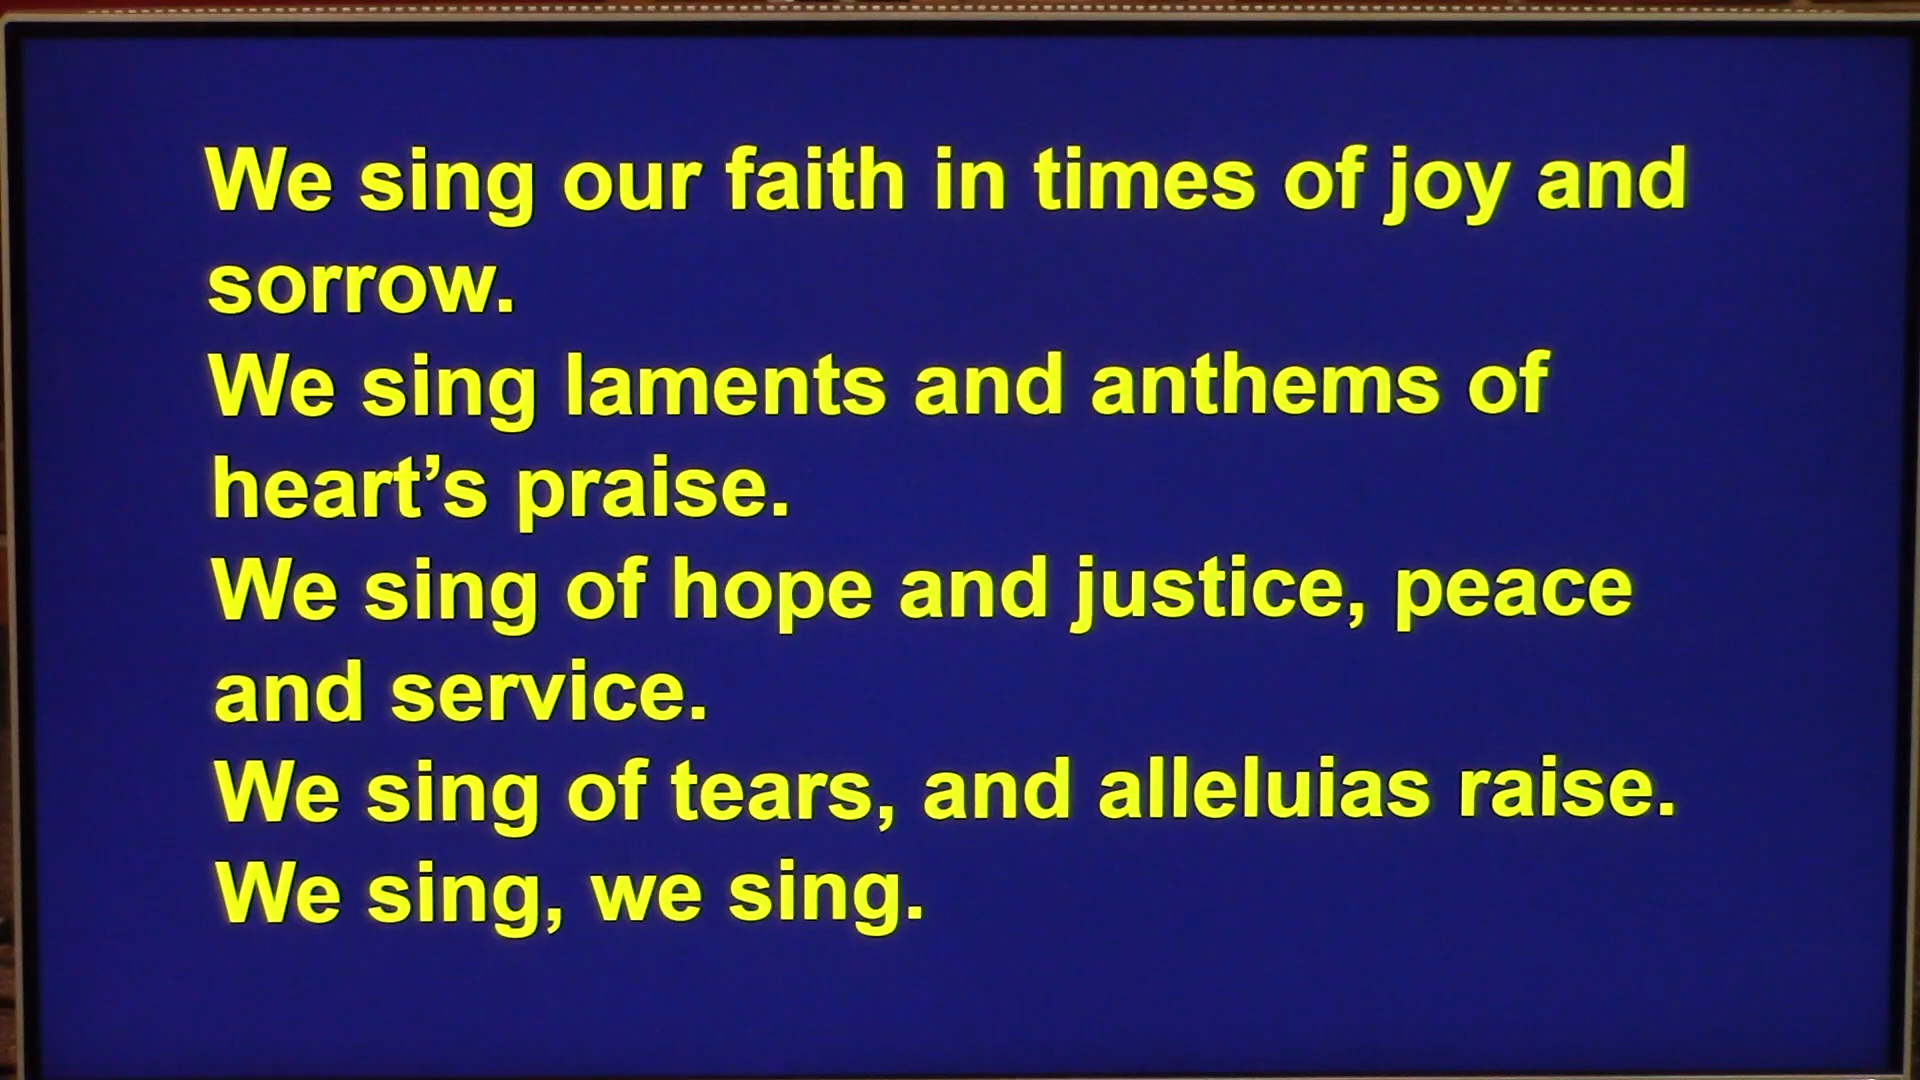 We sing our faith in times of joy and
sorrow.
We sing laments and anthems of
heart’s praise.
We sing of hope and justice, peace
and service.
We sing of tears, and alleluias raise.
We sing, we sing.